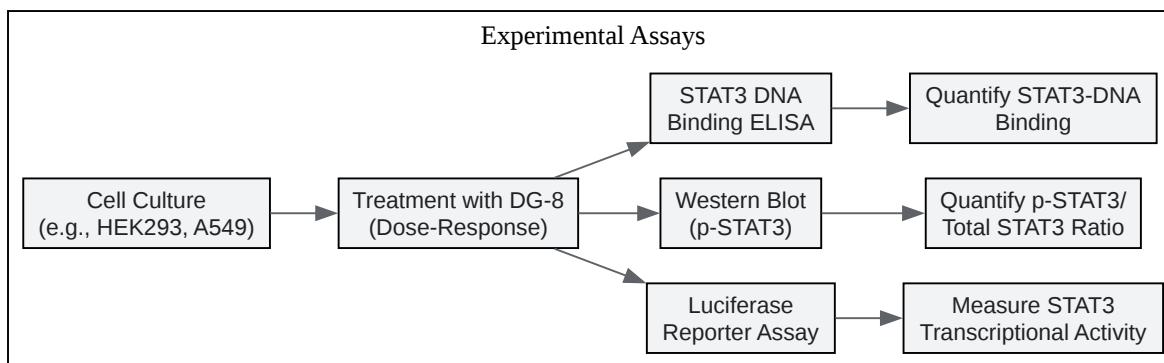 Experimental Assays
STAT3 DNA
Binding ELISA
Quantify STAT3-DNA
Binding
Cell Culture
(e.g., HEK293, A549)
Treatment with DG-8
(Dose-Response)
Western Blot
(p-STAT3)
Quantify p-STAT3/
Total STAT3 Ratio
Luciferase
Reporter Assay
Measure STAT3
Transcriptional Activity